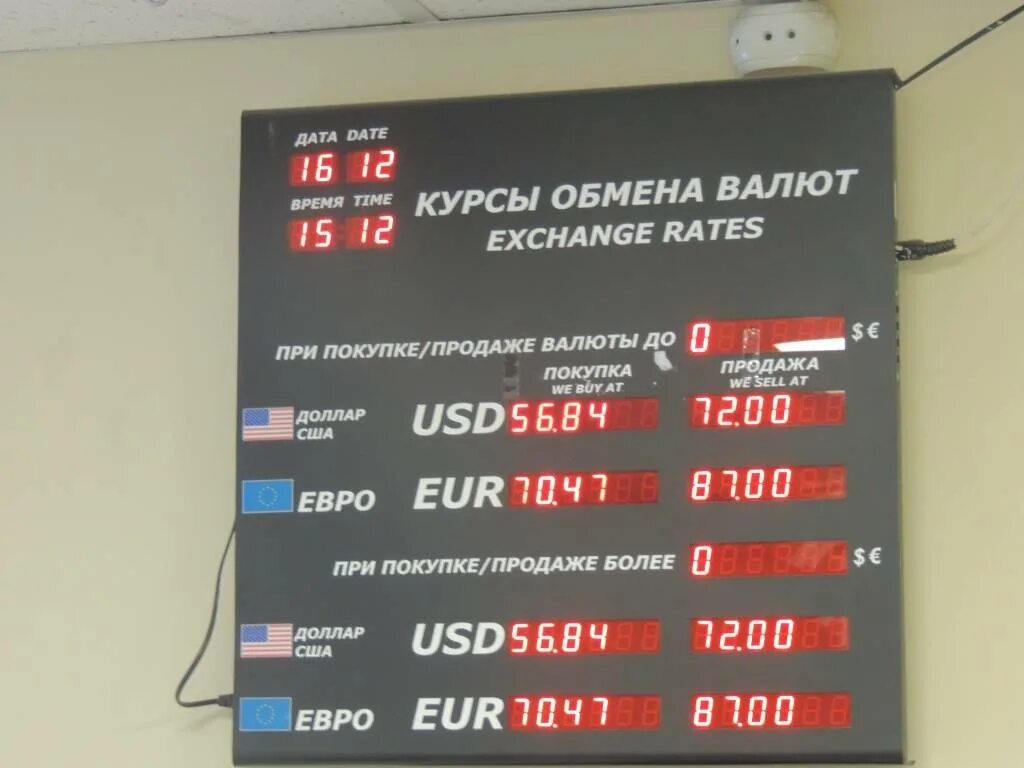 ДАТА DATE
16 12
ВРЕМЯ TIME
15 12
КУРСЫ ОБМЕНА ВАЛЮТ
EXCHANGE RATES
ПРИ ПОКУПКЕ/ПРОДАЖЕ ВАЛЮТЫ ДО 0 $€
ПОКУПКА ПРОДАЖА
WE BUY AT WE SELL AT
ДОЛЛАР США USD 56.84 72.00
ЕВРО EUR 70.47 87.00
ПРИ ПОКУПКЕ/ПРОДАЖЕ БОЛЕЕ 0 $€
ДОЛЛАР США USD 56.84 72.00
ЕВРО EUR 70.47 87.00